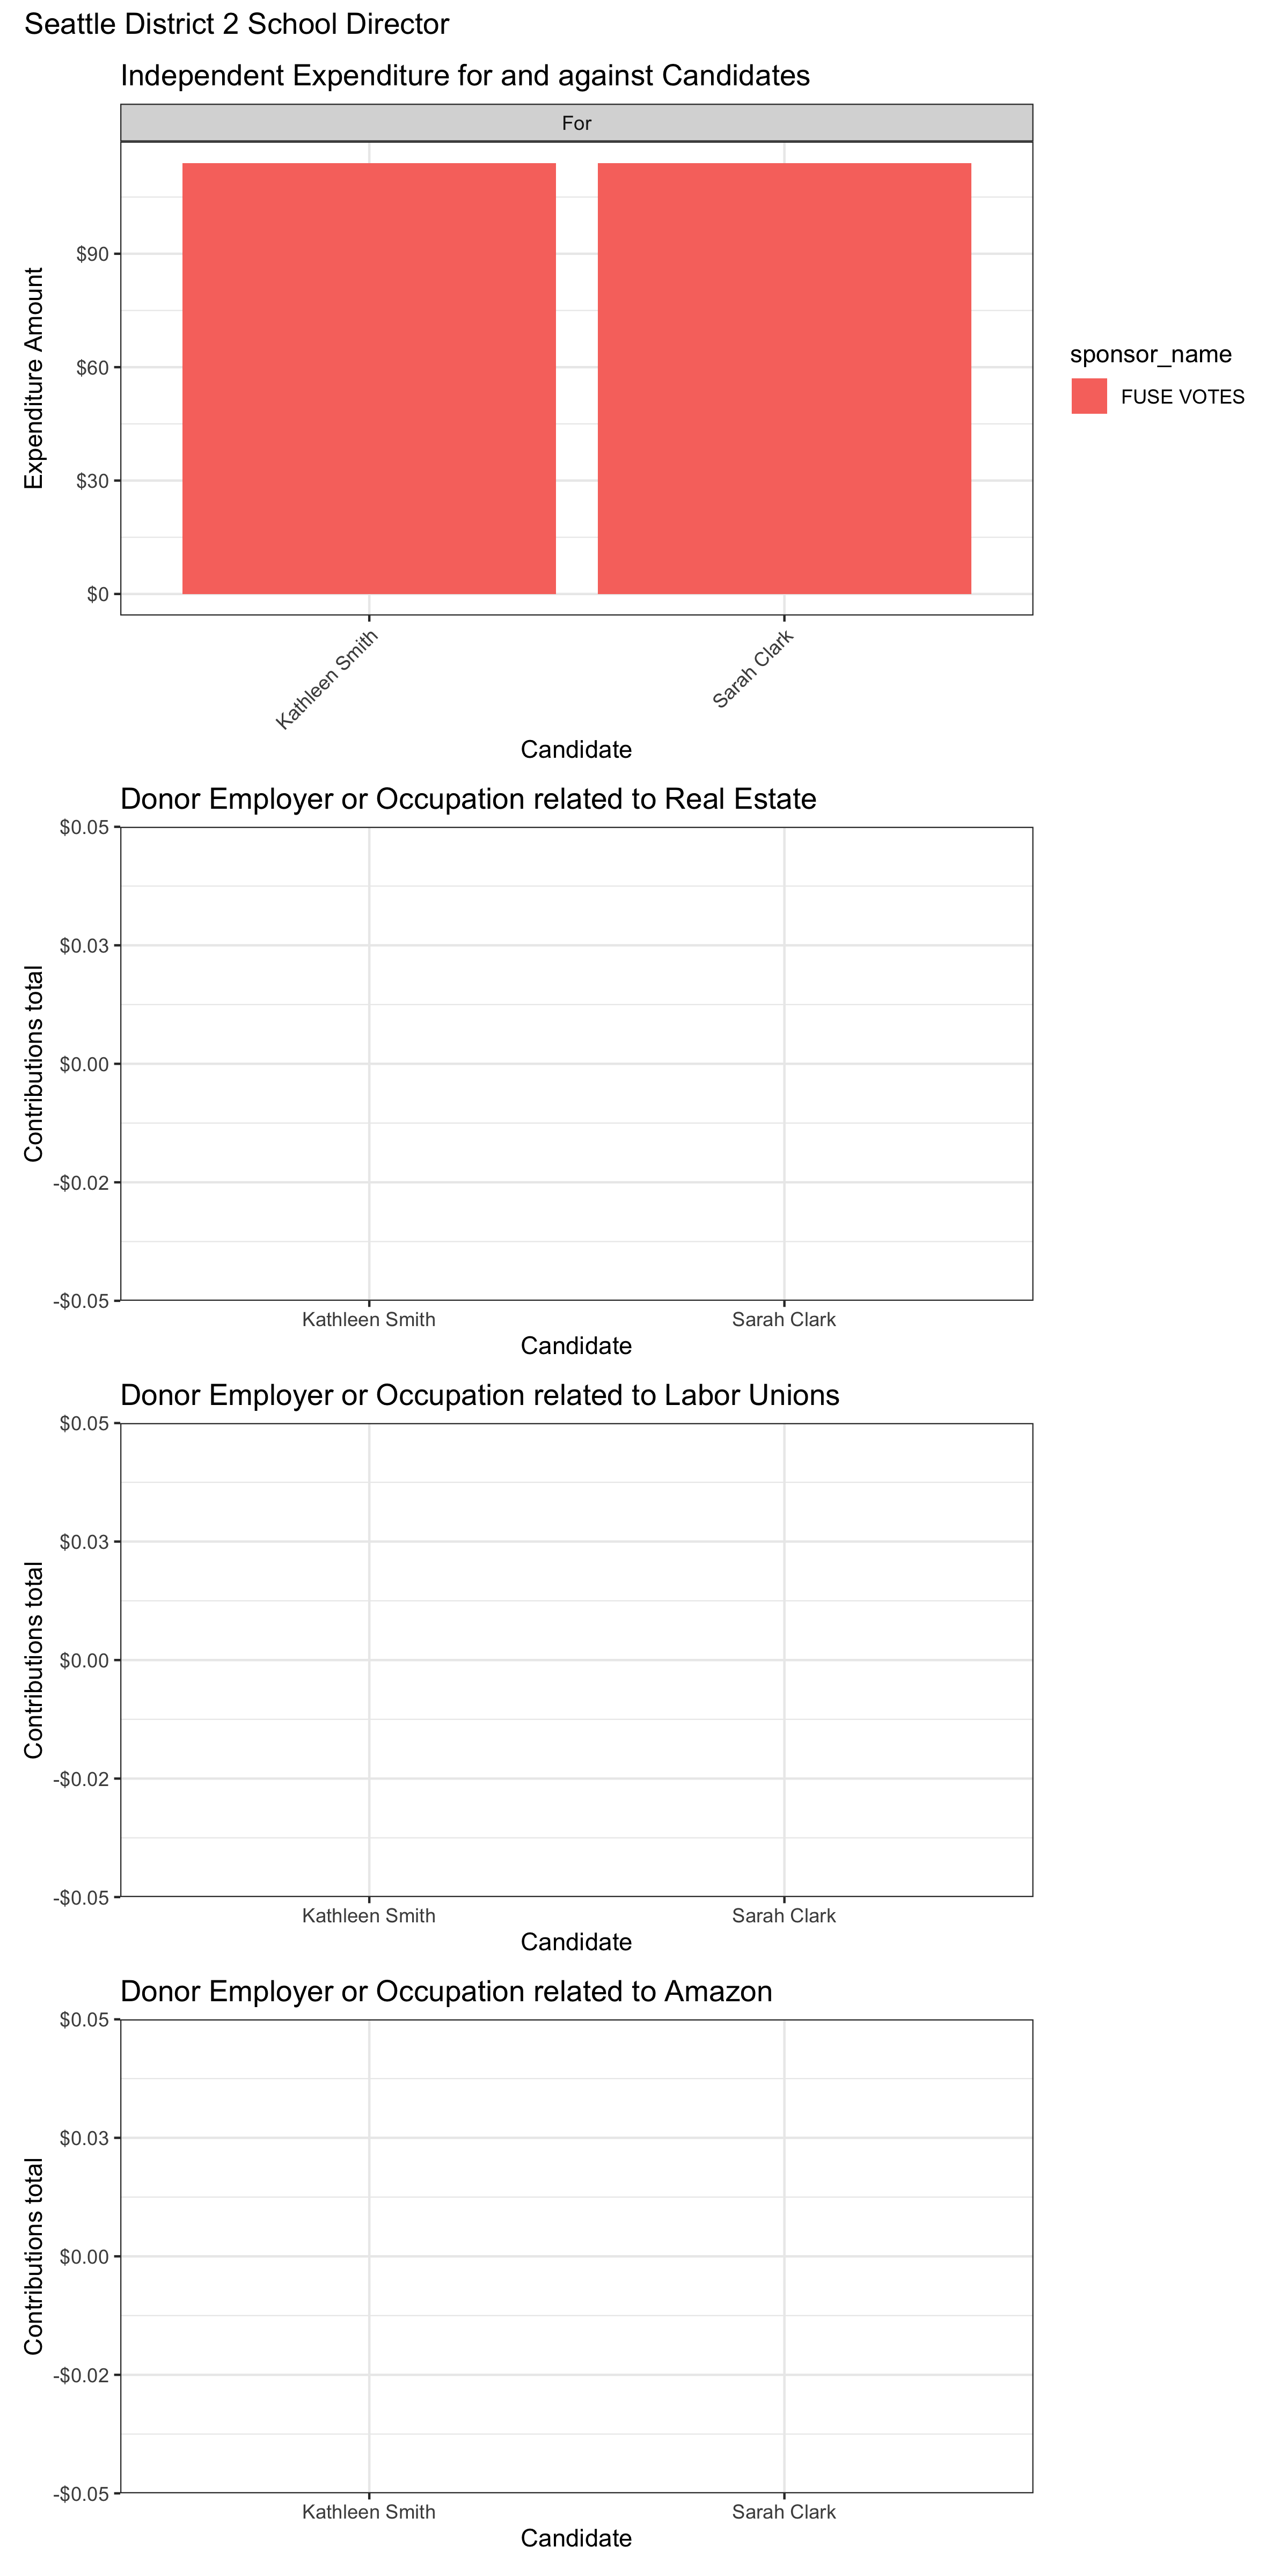 Seattle District 2 School Director
Independent Expenditure for and against Candidates
For
Expenditure Amount
$90
$60
$30
$0
Kathleen Smith
Sarah Clark
Candidate
sponsor_name
FUSE VOTES
Donor Employer or Occupation related to Real Estate
Contributions total
$0.05
$0.03
$0.00
-$0.02
-$0.05
Kathleen Smith
Sarah Clark
Candidate
Donor Employer or Occupation related to Labor Unions
Contributions total
$0.05
$0.03
$0.00
-$0.02
-$0.05
Kathleen Smith
Sarah Clark
Candidate
Donor Employer or Occupation related to Amazon
Contributions total
$0.05
$0.03
$0.00
-$0.02
-$0.05
Kathleen Smith
Sarah Clark
Candidate